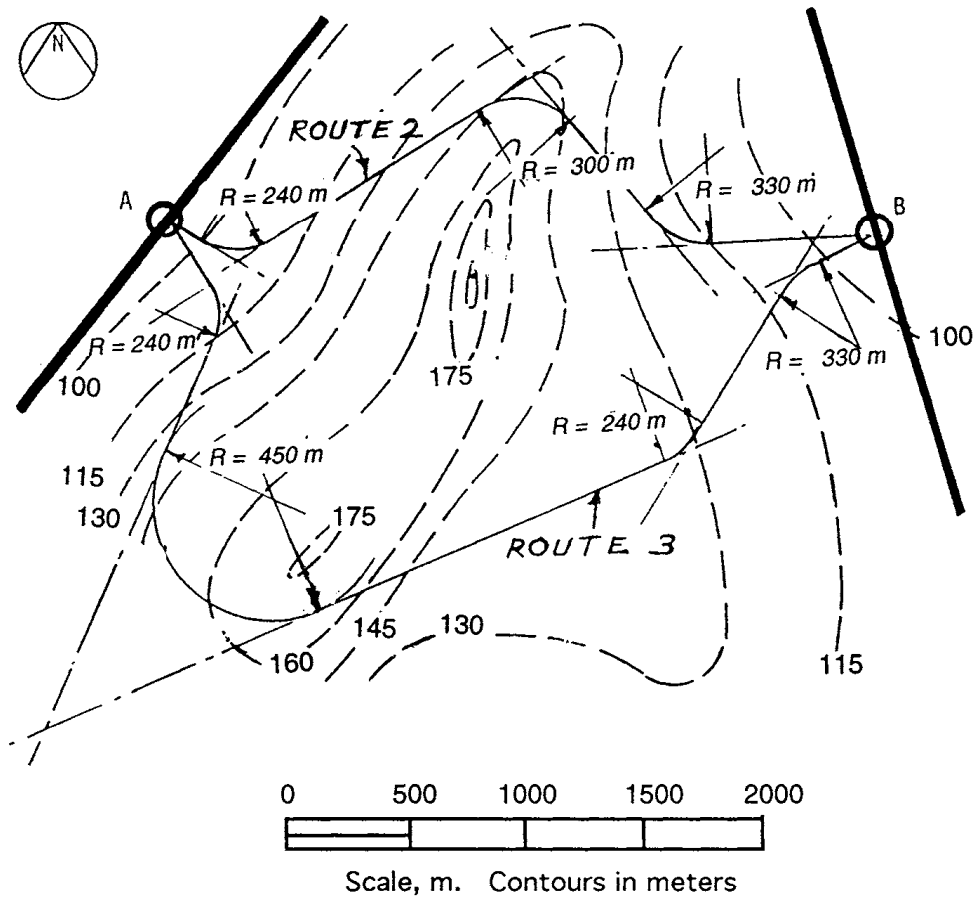 N
ROUTE 2
A
R = 240 m
R = 300 m
R = 330 m
B
R = 240 m
100
175
R = 330 m
100
R = 240 m
R = 450 m
115
130
175
ROUTE 3
145
130
160
115
0 500 1000 1500 2000
Scale, m. Contours in meters